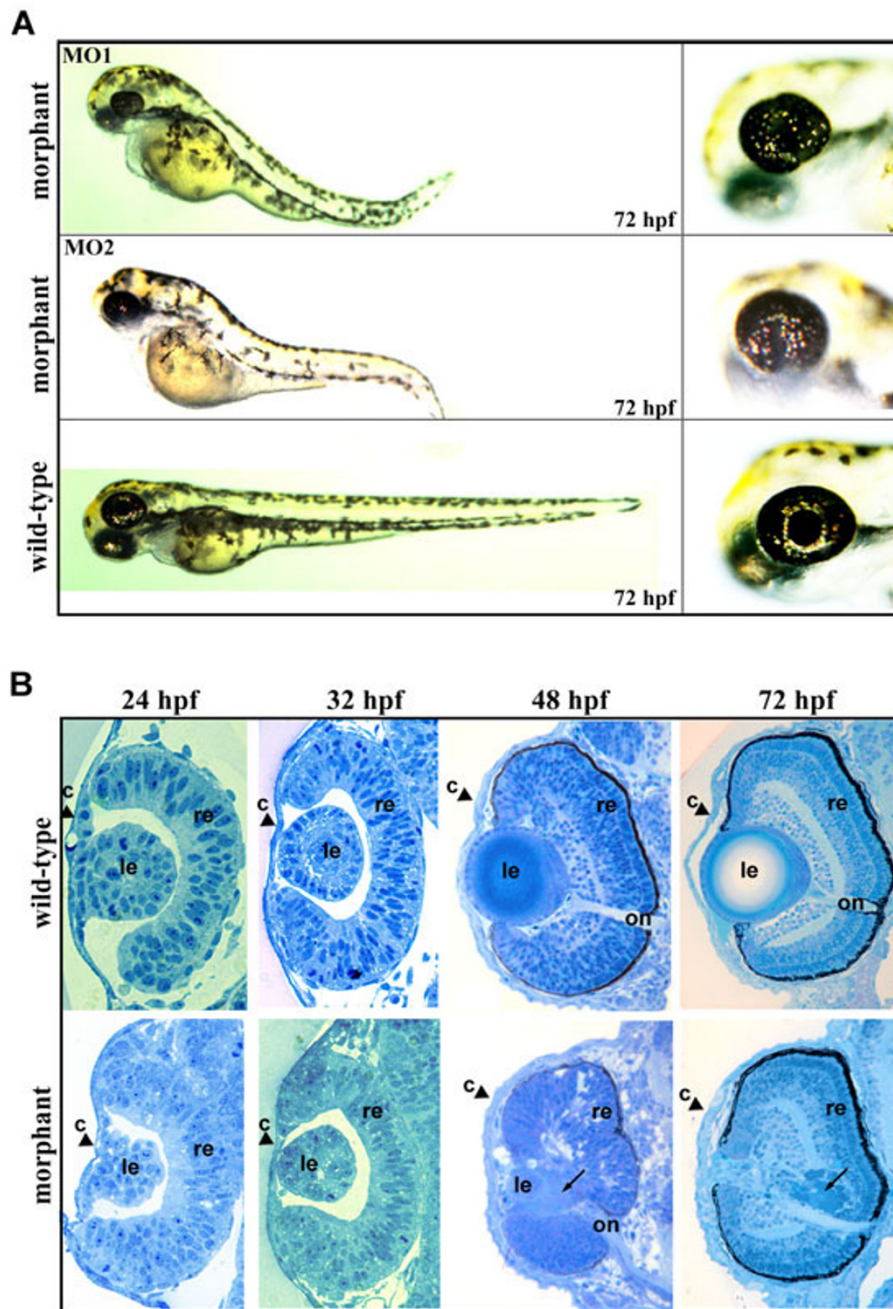 A
MO1
morphant
72 hpf
MO2
morphant
72 hpf
wild-type
72 hpf
B
24 hpf 32 hpf 48 hpf 72 hpf
wild-type
c le re
c le re
c le re on
c le re on
morphant
c le re
c le re
c le re on
c re